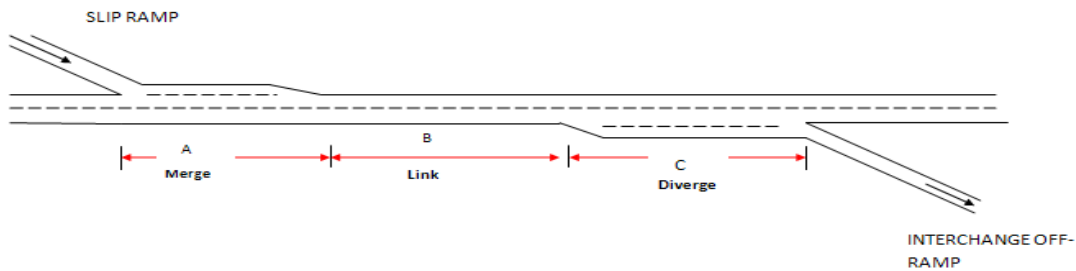 SLIP RAMP
A
Merge
B
Link
C
Diverge
INTERCHANGE OFF-
RAMP